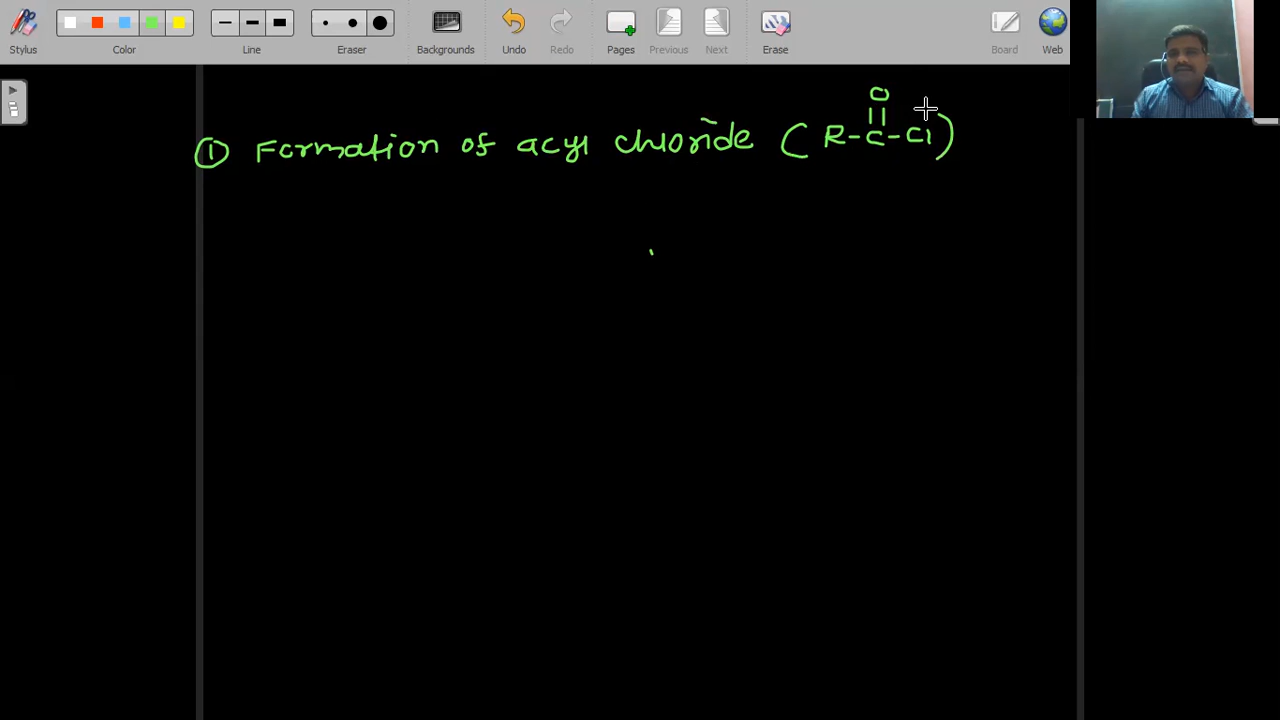 Stylus
Color
Line
Eraser
Backgrounds
Undo
Redo
Pages
Previous
Next
Erase
Board
Web
O
① Formation of acyl chloride ( R-C-Cl)